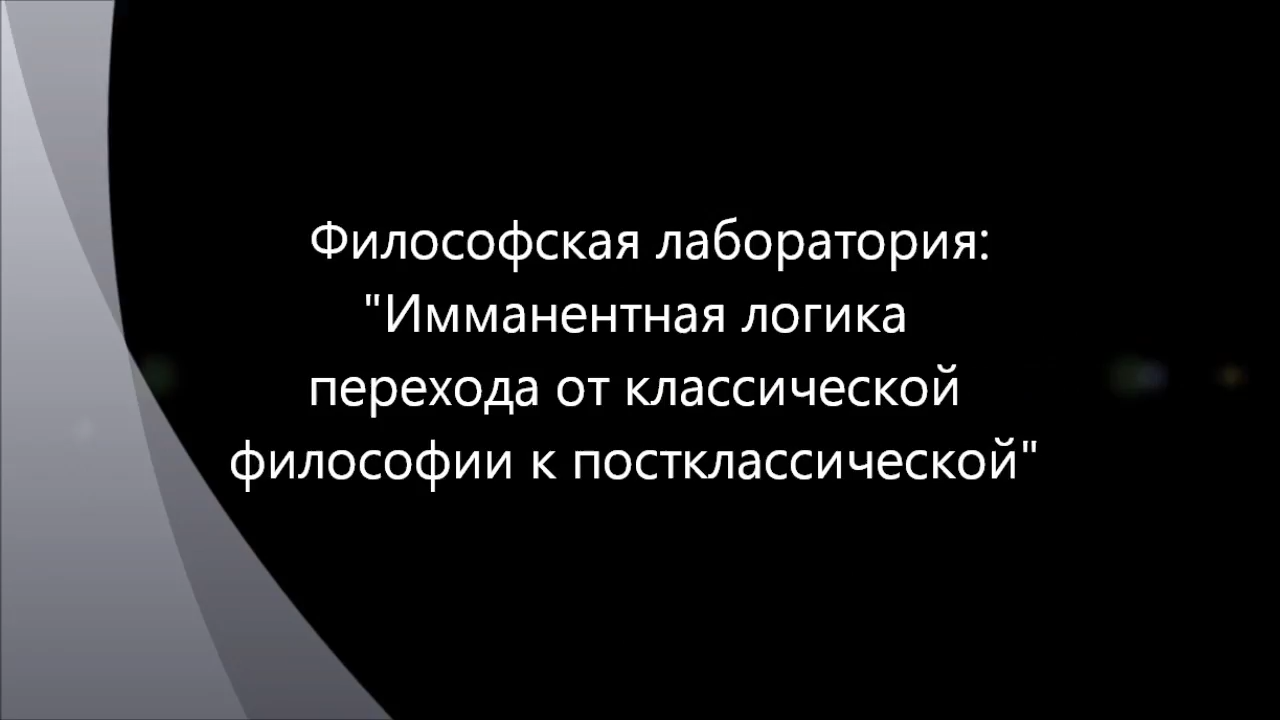 Философская лаборатория:
"Имманентная логика
перехода от классической
философии к постклассической"